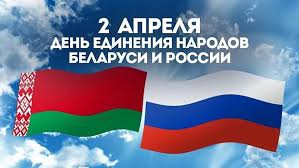 2 АПРЕЛЯ
ДЕНЬ ЕДИНЕНИЯ НАРОДОВ
БЕЛАРУСИ И РОССИИ